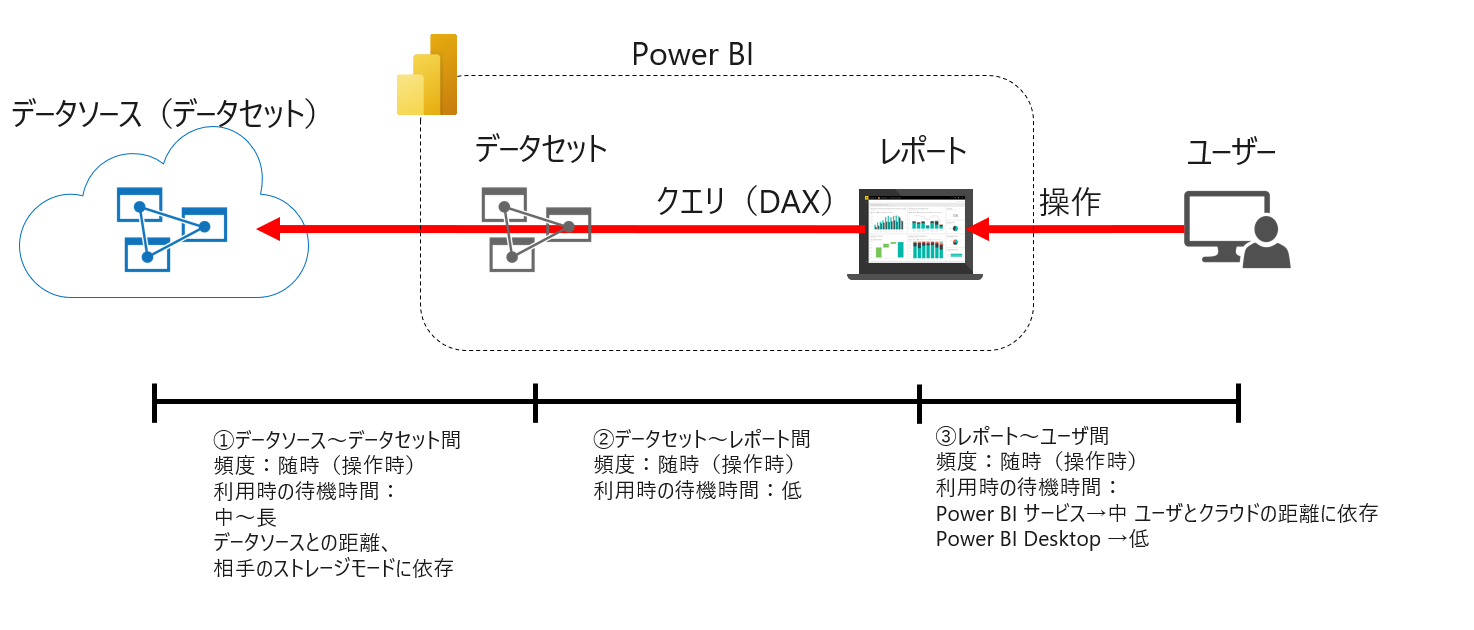 Power BI
データソース（データセット）
データセット
レポート
ユーザー
クエリ（DAX）
操作
①データソース～データセット間
頻度：随時（操作時）
利用時の待機時間：
中～長
データソースとの距離、
相手のストレージモードに依存
②データセット～レポート間
頻度：随時（操作時）
利用時の待機時間：低
③レポート～ユーザ間
頻度：随時（操作時）
利用時の待機時間：
Power BI サービス→中 ユーザとクラウドの距離に依存
Power BI Desktop →低